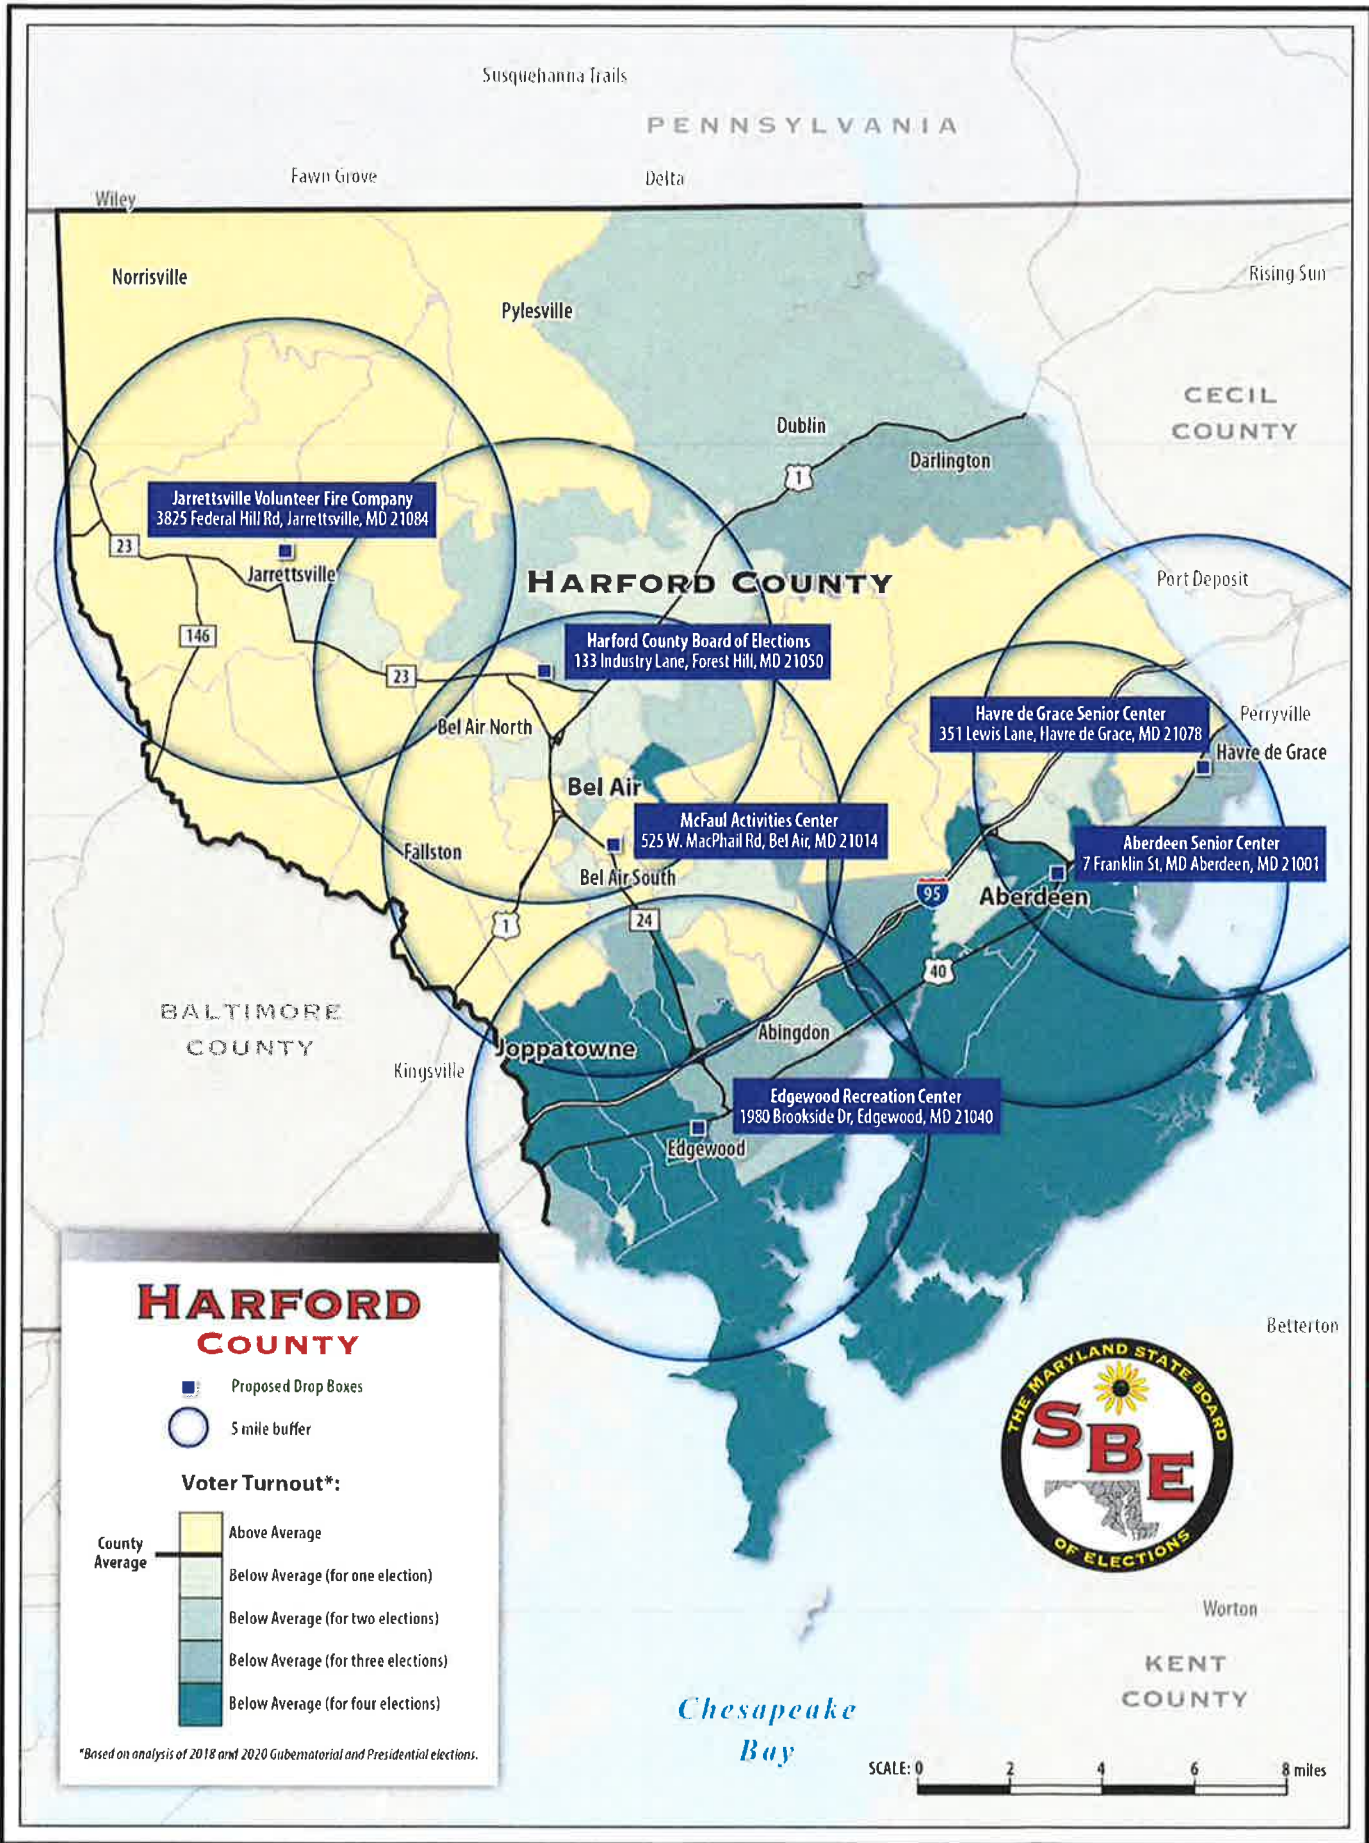 Susquehanna Trails
PENNSYLVANIA
Fawn Grove
Delta
Wiley
Norrisville
Pylesville
Rising Sun
CECIL
COUNTY
Dublin
Darlington
1
Jarrettsville Volunteer Fire Company
3825 Federal Hill Rd, Jarrettsville, MD 21084
23
Jarrettsville
HARFORD COUNTY
Port Deposit
146
Harford County Board of Elections
133 Industry Lane, Forest Hill, MD 21050
23
Bel Air North
Havre de Grace Senior Center
351 Lewis Lane, Havre de Grace, MD 21078
Perryville
Havre de Grace
Bel Air
McFaul Activities Center
525 W. MacPhail Rd, Bel Air, MD 21014
Fallston
Bel Air South
Aberdeen Senior Center
7 Franklin St, MD Aberdeen, MD 21001
95
Aberdeen
1
24
40
BALTIMORE
COUNTY
Kingsville
Joppatowne
Abingdon
Edgewood Recreation Center
1980 Brookside Dr, Edgewood, MD 21040
Edgewood
HARFORD
COUNTY
Proposed Drop Boxes
5 mile buffer
Voter Turnout*:
County
Average
Above Average
Below Average (for one election)
Below Average (for two elections)
Below Average (for three elections)
Below Average (for four elections)
*Based on analysis of 2018 and 2020 Gubernatorial and Presidential elections.
Betterton
THE MARYLAND STATE BOARD
SBE
OF ELECTIONS
Worton
KENT
COUNTY
Chesapeake
Bay
SCALE: 0 2 4 6 8 miles